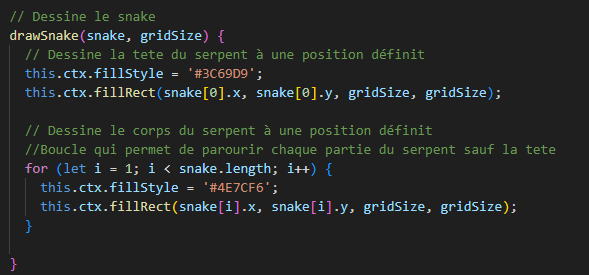 // Dessine le snake
drawSnake(snake, gridSize) {
// Dessine la tete du serpent à une position définit
this.ctx.fillStyle = '#3C69D9';
this.ctx.fillRect(snake[0].x, snake[0].y, gridSize, gridSize);
// Dessine le corps du serpent à une position définit
//Boucle qui permet de parourir chaque partie du serpent sauf la tete
for (let i = 1; i < snake.length; i++) {
this.ctx.fillStyle = '#4E7CF6';
this.ctx.fillRect(snake[i].x, snake[i].y, gridSize, gridSize);
}
}